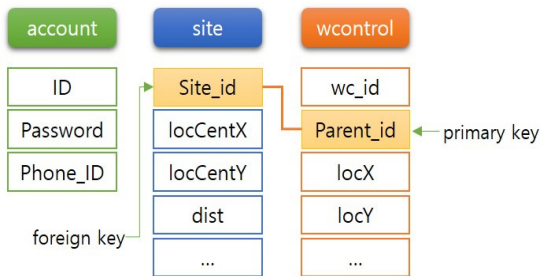 account
site
wcontrol
ID
Site_id
wc_id
Password
locCentX
Parent_id
primary key
Phone_ID
locCentY
locX
dist
locY
foreign key
...
...